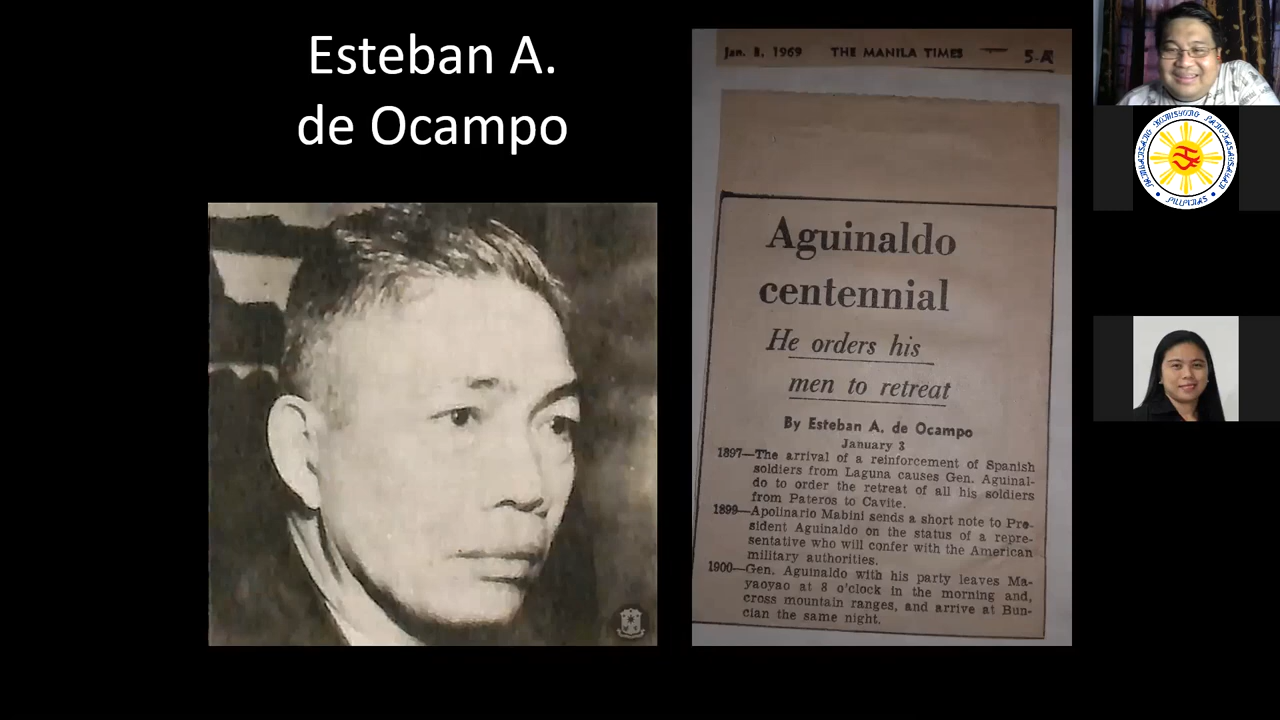 Esteban A.
de Ocampo
Jan. 3, 1969 THE MANILA TIMES 5-A
Aguinaldo
centennial
He orders his
men to retreat
By Esteban A. de Ocampo
January 3
1897—The arrival of a reinforcement of Spanish
soldiers from Laguna causes Gen. Aguinal-
do to order the retreat of all his soldiers
from Pateros to Cavite.
1899—Apolinario Mabini sends a short note to Pre-
sident Aguinaldo on the status of a repre-
sentative who will confer with the American
military authorities.
1900—Gen. Aguinaldo with his party leaves Ma-
yaoyao at 8 o'clock in the morning and,
cross mountain ranges, and arrive at Bun-
cian the same night.
PAMBANSANG KOMISYONG PANGKASAYSAYAN
PILIPINAS